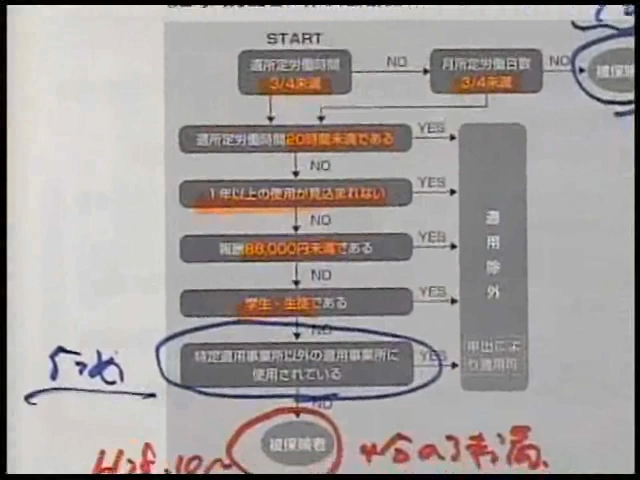 START
週所定労働時間
3/4未満
NO
月所定労働日数
3/4未満
NO
被保険
週所定労働時間20時間未満である
YES
NO
1年以上の使用が見込まれない
YES
NO
報酬88,000円未満である
YES
NO
学生・生徒である
YES
NO
適用除外
特定適用事業所以外の適用事業所に
使用されている
YES
申出によ
り適用可
NO
被保険者
5つめ
H28.10~